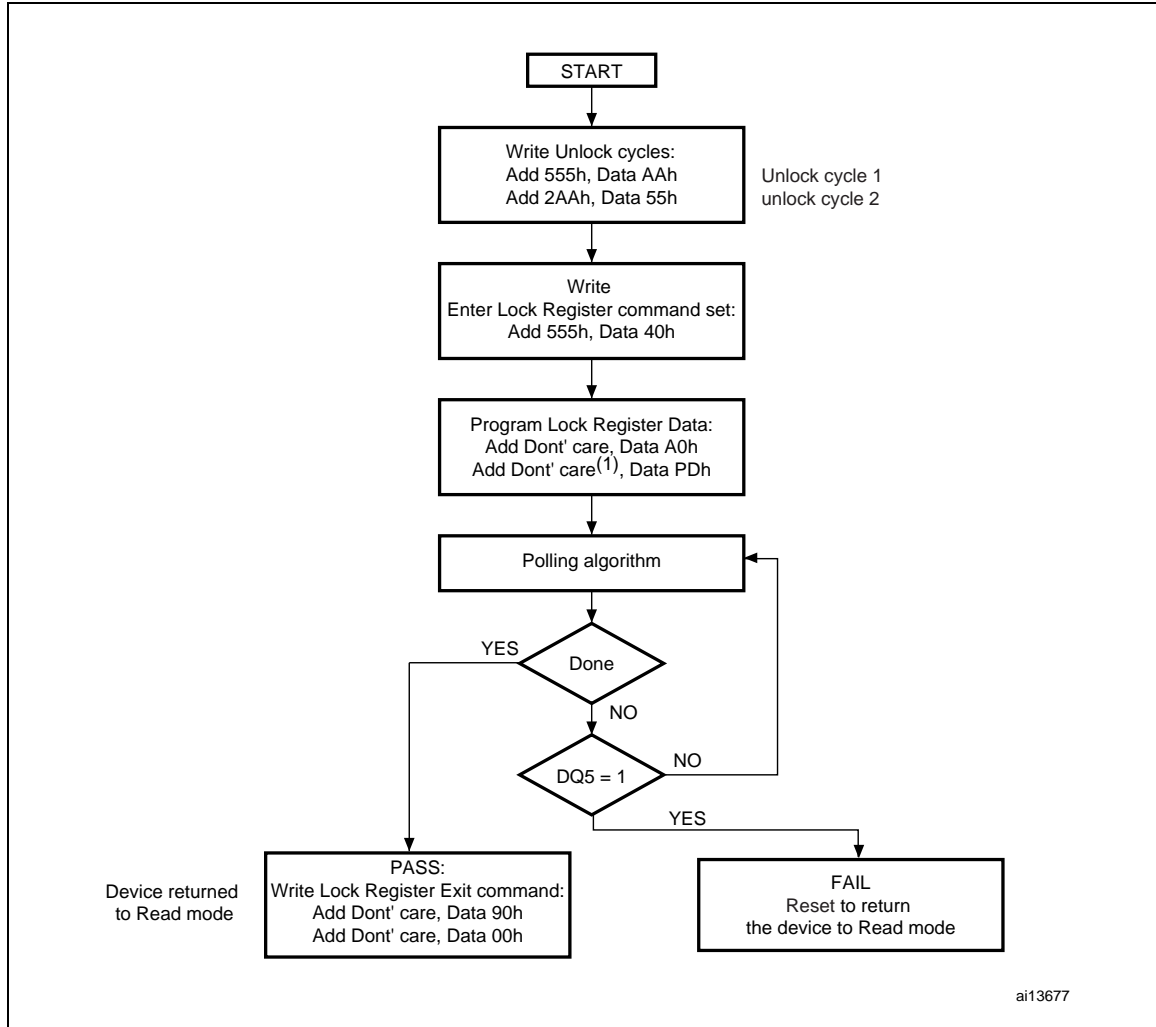 START
Write Unlock cycles:
Add 555h, Data AAh
Add 2AAh, Data 55h
Unlock cycle 1
unlock cycle 2
Write
Enter Lock Register command set:
Add 555h, Data 40h
Program Lock Register Data:
Add Dont' care, Data A0h
Add Dont' care(1), Data PDh
Polling algorithm
YES
Done
NO
DQ5 = 1
NO
YES
Device returned
to Read mode
PASS:
Write Lock Register Exit command:
Add Dont' care, Data 90h
Add Dont' care, Data 00h
FAIL
Reset to return
the device to Read mode
ai13677